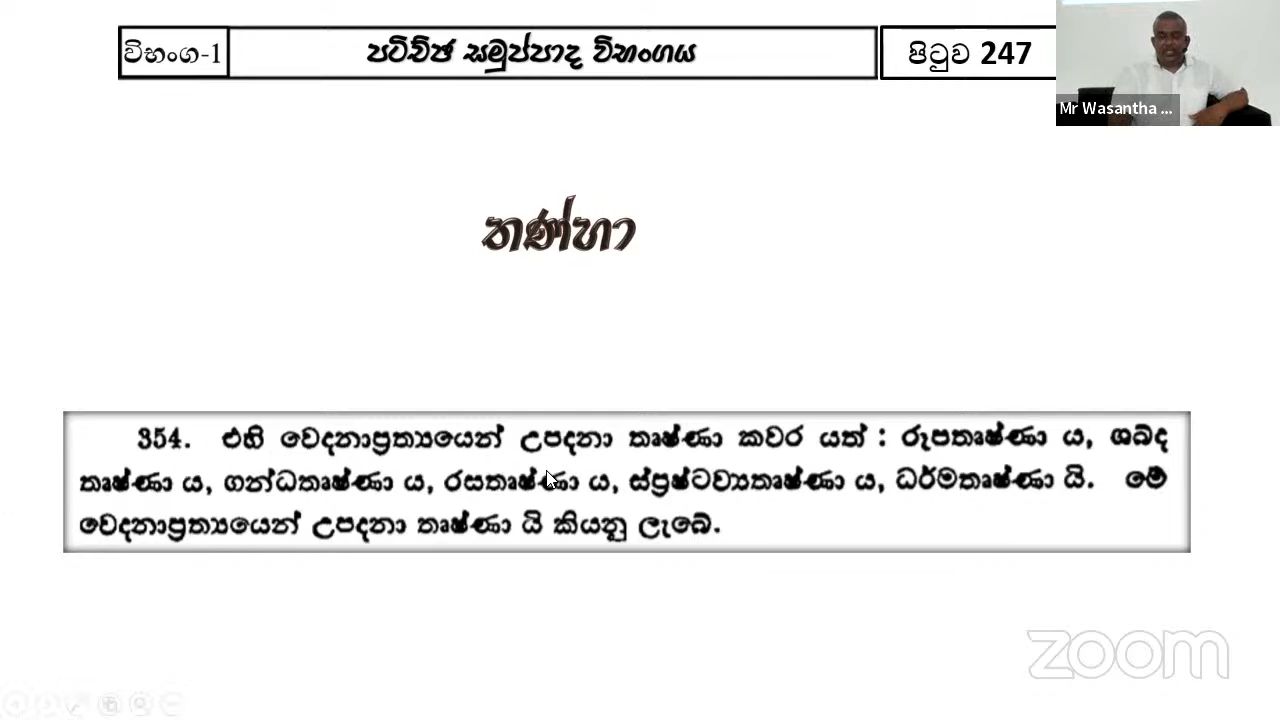 විභංග-1
පටිච්ඡ සමුප්පාද විභංගය
පිටුව 247
Mr Wasantha ...
තණ්හා
354. එහි වෙදනාප්‍රත්‍යයෙන් උපදනා තෘෂ්ණා කවර යත් : රූපතෘෂ්ණා ය, ශබ්ද
තෘෂ්ණා ය, ගන්ධතෘෂ්ණා ය, රසතෘෂ්ණා ය, ස්ප්‍රෂ්ටව්‍යතෘෂ්ණා ය, ධර්මතෘෂ්ණා යි. මේ
වෙදනාප්‍රත්‍යයෙන් උපදනා තෘෂ්ණා යි කියනු ලැබේ.
zoom